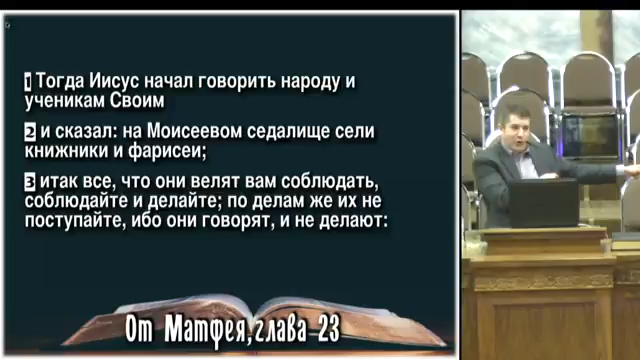 1 Тогда Иисус начал говорить народу и
ученикам Своим
2 и сказал: на Моисеевом седалище сели
книжники и фарисеи;
3 итак все, что они велят вам соблюдать,
соблюдайте и делайте; по делам же их не
поступайте, ибо они говорят, и не делают:
От Матфея, глава 23